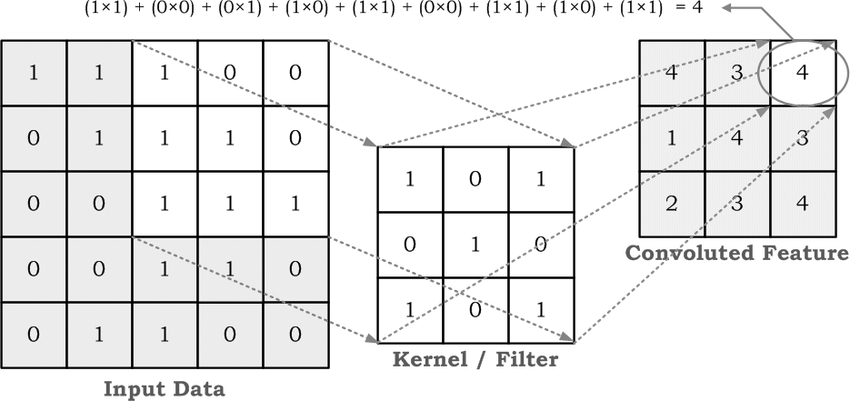 (1×1) + (0×0) + (0×1) + (1×0) + (1×1) + (0×0) + (1×1) + (1×0) + (1×1) = 4
1 1 1 0 0
0 1 1 1 0
0 0 1 1 1
0 0 1 1 0
0 1 1 0 0
Input Data
1 0 1
0 1 0
1 0 1
Kernel / Filter
4 3 4
1 4 3
2 3 4
Convoluted Feature